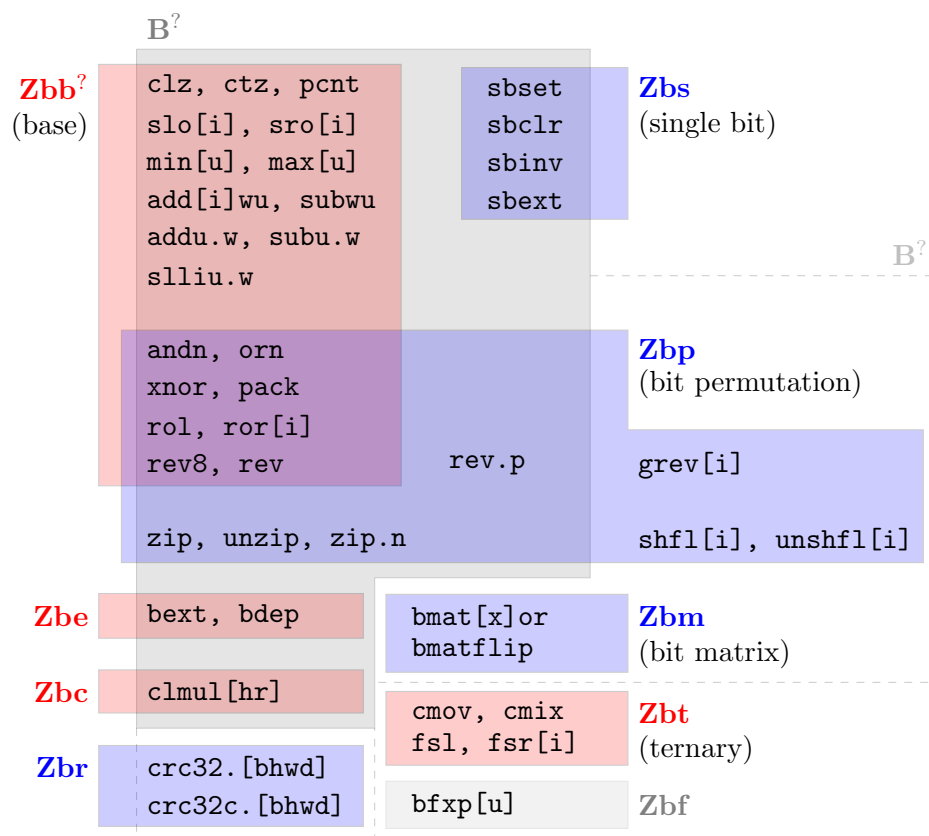 B?
Zbb?
(base)
clz, ctz, pcnt
slo[i], sro[i]
min[u], max[u]
add[i]wu, subwu
addu.w, subu.w
slliu.w
sbset
sbclr
sbinv
sbext
Zbs
(single bit)
B?
andn, orn
xnor, pack
rol, ror[i]
rev8, rev
rev.p
zip, unzip, zip.n
Zbp
(bit permutation)
grev[i]
shfl[i], unshfl[i]
Zbe
bext, bdep
bmat[x]or
bmatflip
Zbm
(bit matrix)
Zbc
clmul[hr]
cmov, cmix
fsl, fsr[i]
Zbt
(ternary)
Zbr
crc32.[bhwd]
crc32c.[bhwd]
bfxp[u]
Zbf